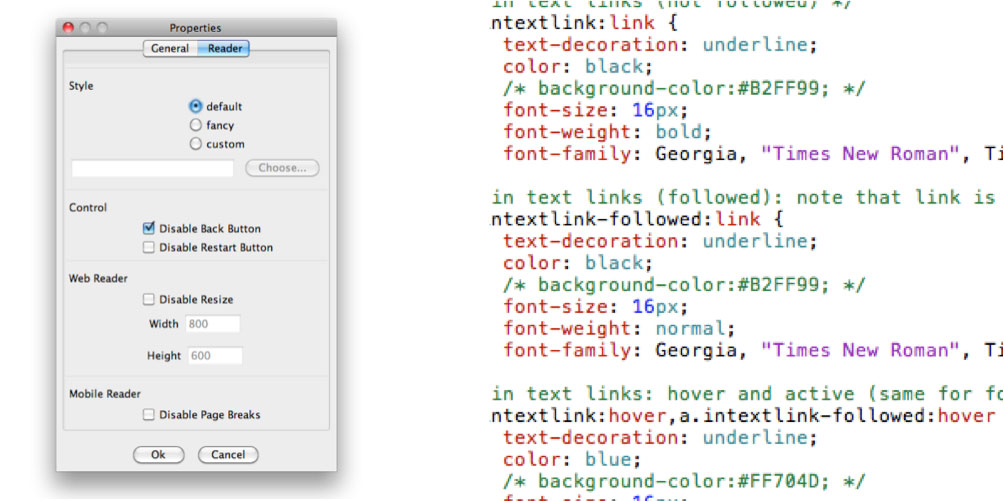 Properties
General Reader
Style
default
fancy
custom
Choose...
Control
Disable Back Button
Disable Restart Button
Web Reader
Disable Resize
Width 800
Height 600
Mobile Reader
Disable Page Breaks
Ok Cancel
in text links (not followed) */
ntextlink:link {
text-decoration: underline;
color: black;
/* background-color:#B2FF99; */
font-size: 16px;
font-weight: bold;
font-family: Georgia, "Times New Roman", Ti
in text links (followed): note that link is
ntextlink-followed:link {
text-decoration: underline;
color: black;
/* background-color:#B2FF99; */
font-size: 16px;
font-weight: normal;
font-family: Georgia, "Times New Roman", Ti
in text links: hover and active (same for fo
ntextlink:hover,a.intextlink-followed:hover
text-decoration: underline;
color: blue;
/* background-color:#FF704D; */
font-size: 16px;